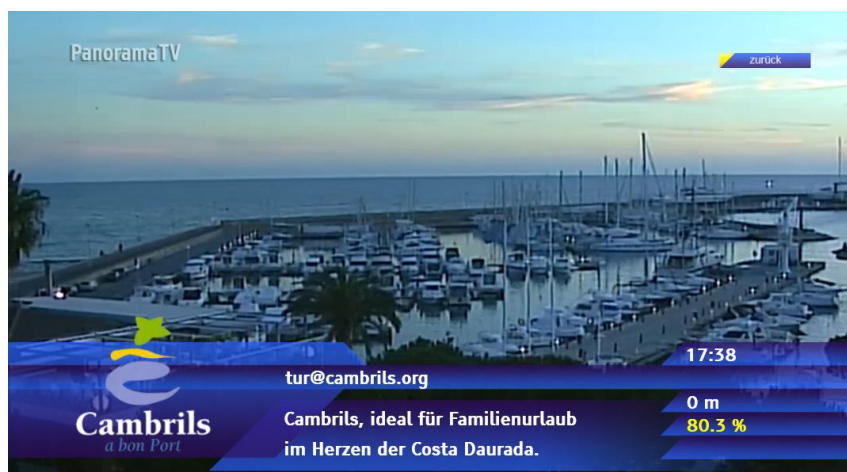 PanoramaTV
zurück
17:38
tur@cambrils.org
0 m
80.3 %
Cambrils, ideal für Familienurlaub
im Herzen der Costa Daurada.
Cambrils
a bon Port